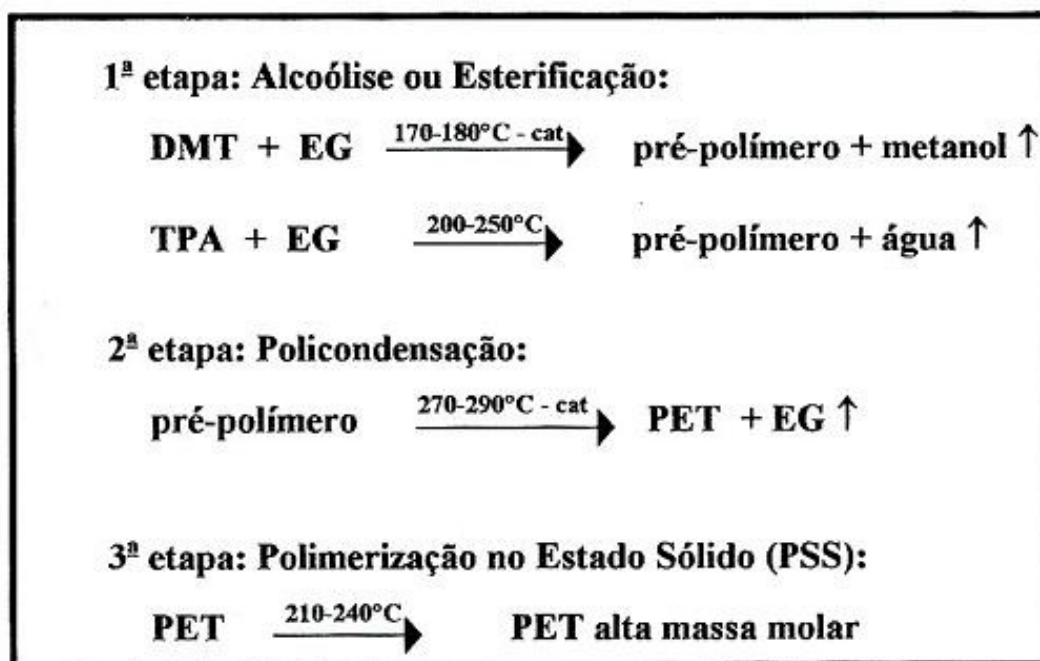 1ª etapa: Alcoólise ou Esterificação:
DMT + EG 170-180°C - cat pré-polímero + metanol ↑
TPA + EG 200-250°C pré-polímero + água ↑
2ª etapa: Policondensação:
pré-polímero 270-290°C - cat PET + EG ↑
3ª etapa: Polimerização no Estado Sólido (PSS):
PET 210-240°C PET alta massa molar